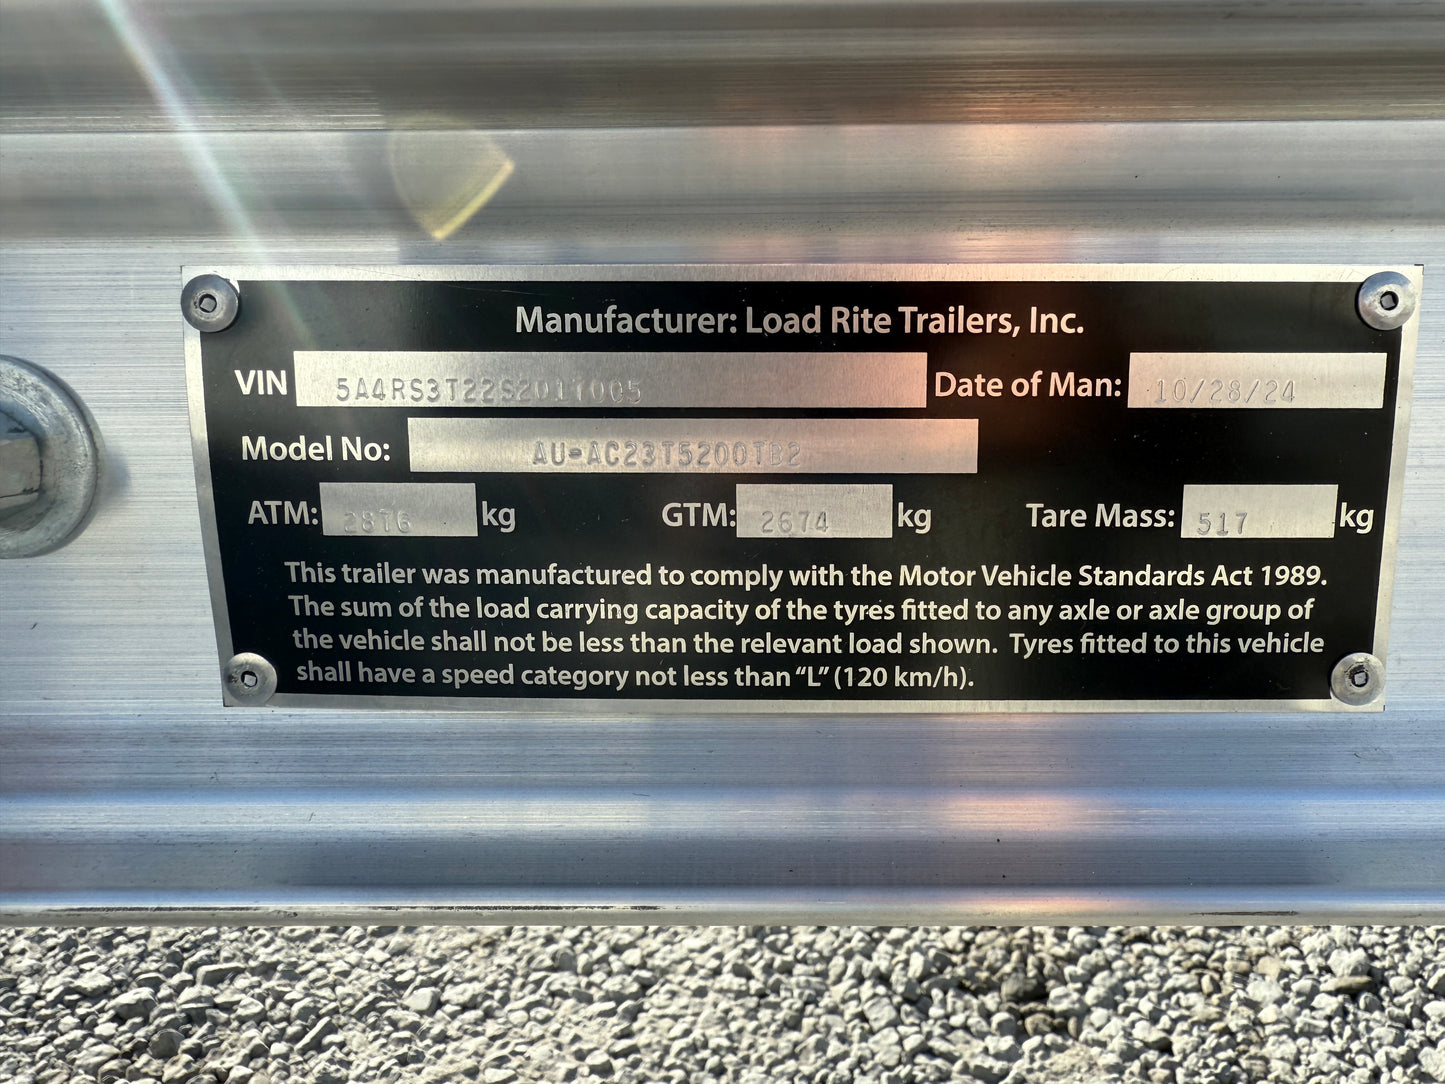 Manufacturer: Load Rite Trailers, Inc.
VIN 5A4RS3T22S2011005 Date of Man: 10/28/24
Model No: AU-AC23T5200TB2
ATM: 2876 kg GTM: 2674 kg Tare Mass: 517 kg
This trailer was manufactured to comply with the Motor Vehicle Standards Act 1989.
The sum of the load carrying capacity of the tyres fitted to any axle or axle group of
the vehicle shall not be less than the relevant load shown. Tyres fitted to this vehicle
shall have a speed category not less than “L” (120 km/h).